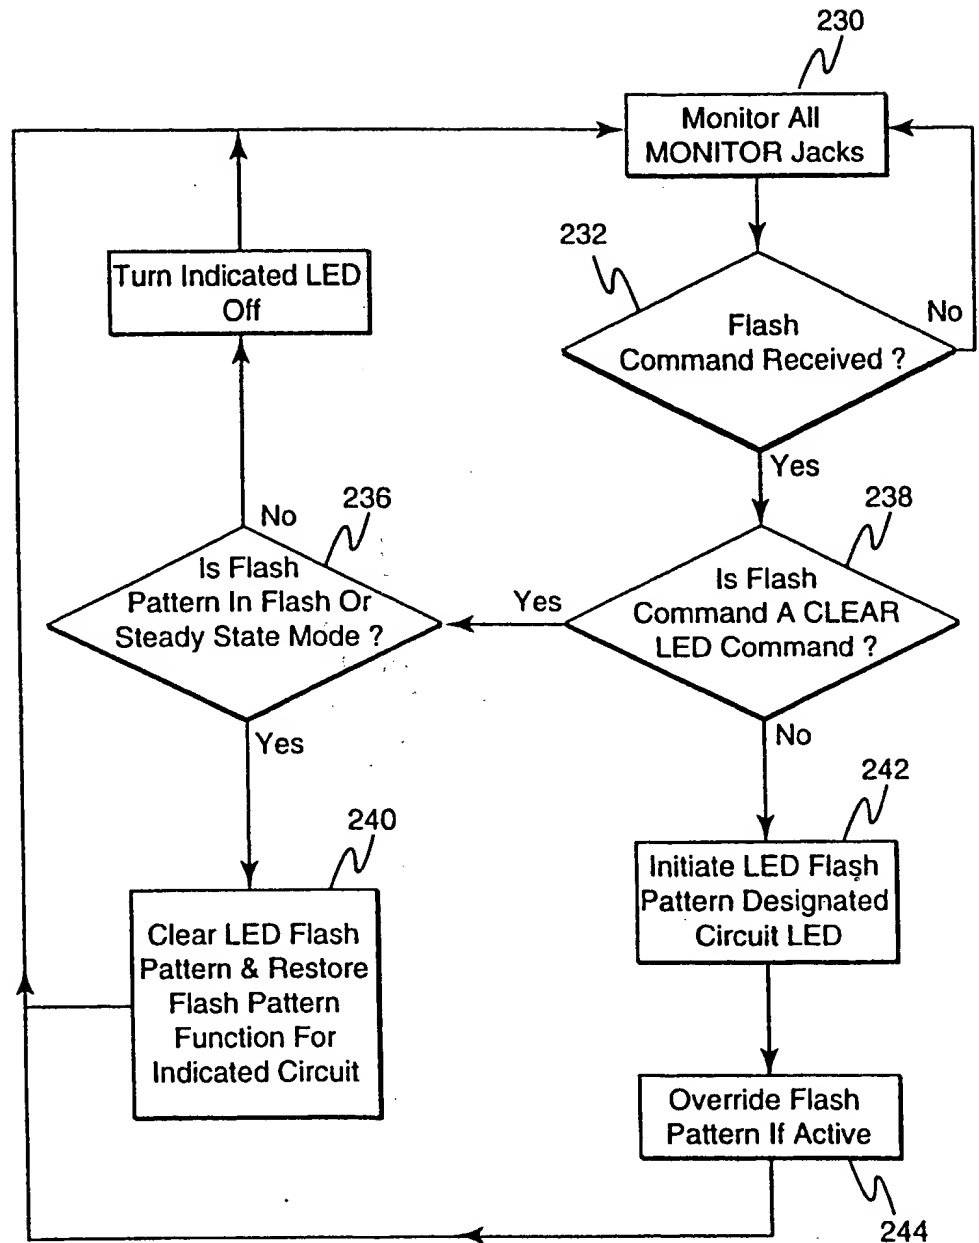 230
Monitor All
MONITOR Jacks
232
Flash
Command Received ?
No
Yes
Turn Indicated LED
Off
236
No
Is Flash
Pattern In Flash Or
Steady State Mode ?
Yes
238
Is Flash
Command A CLEAR
LED Command ?
Yes
No
240
Clear LED Flash
Pattern & Restore
Flash Pattern
Function For
Indicated Circuit
242
Initiate LED Flash
Pattern Designated
Circuit LED
Override Flash
Pattern If Active
244